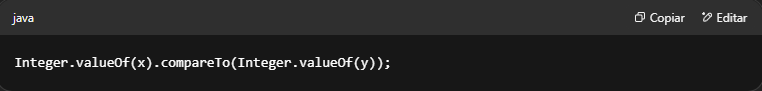 java
Copiar
Editar
Integer.valueOf(x).compareTo(Integer.valueOf(y));